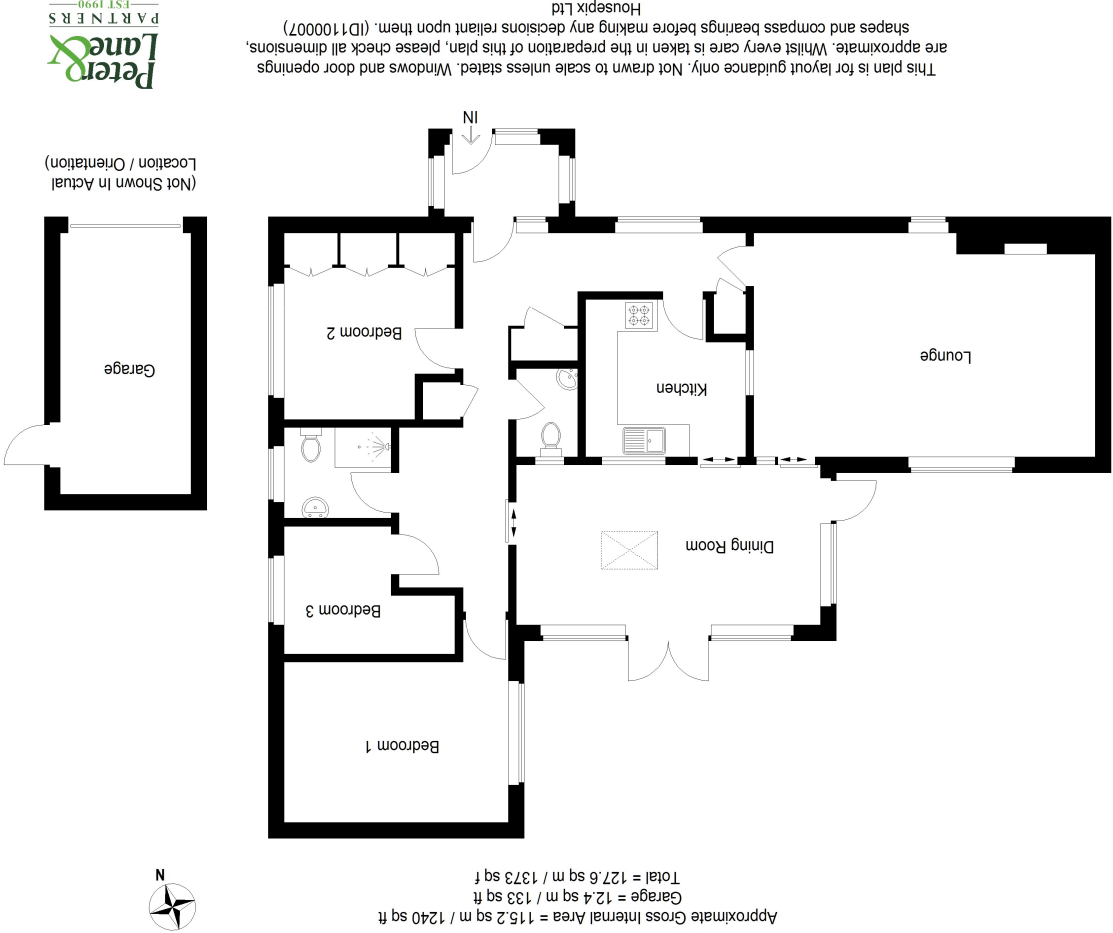 Approximate Gross Internal Area = 115.2 sq m / 1240 sq ft
Garage = 12.4 sq m / 133 sq ft
Total = 127.6 sq m / 1373 sq f
N
Bedroom 1
Bedroom 3
Dining Room
Kitchen
Lounge
Bedroom 2
Garage
(Not Shown In Actual
Location / Orientation)
IN
This plan is for layout guidance only. Not drawn to scale unless stated. Windows and door openings
are approximate. Whilst every care is taken in the preparation of this plan, please check all dimensions,
shapes and compass bearings before making any decisions reliant upon them. (ID1100007)
Housepix Ltd
Peter
& Lane
PARTNERS
EST 1990